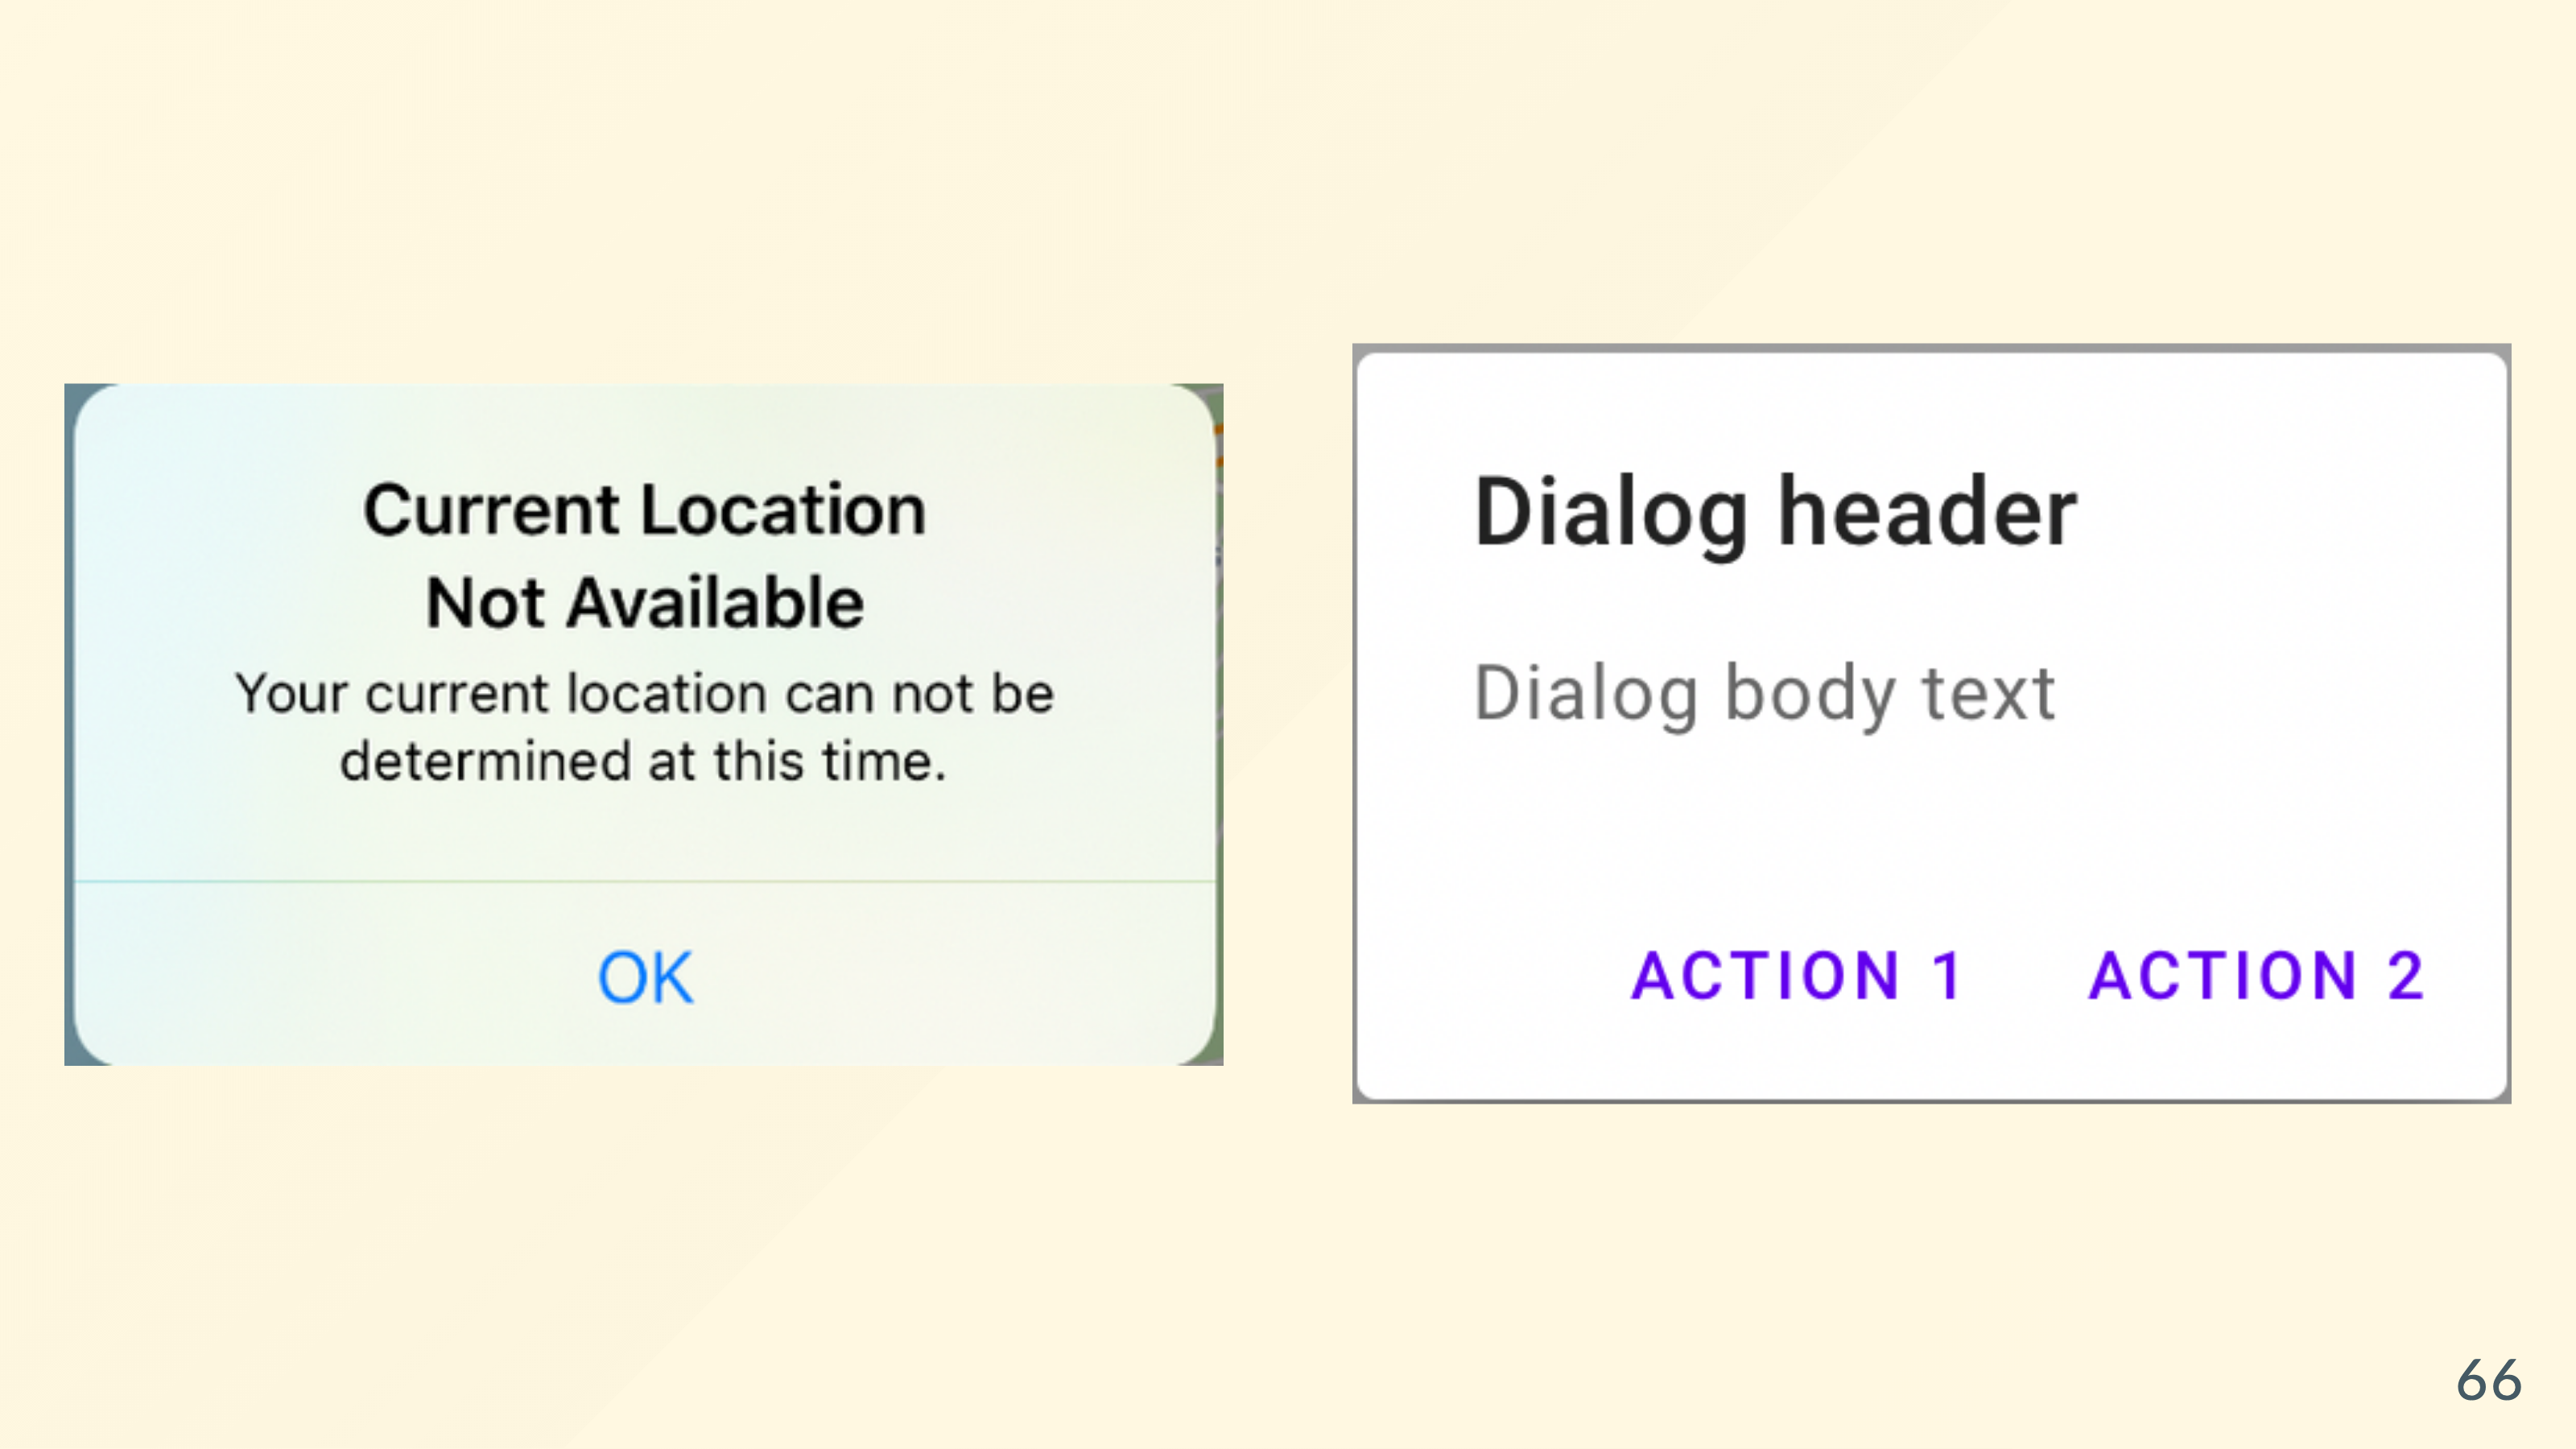 Current Location
Not Available
Your current location can not be
determined at this time.
OK
Dialog header
Dialog body text
ACTION 1 ACTION 2
66